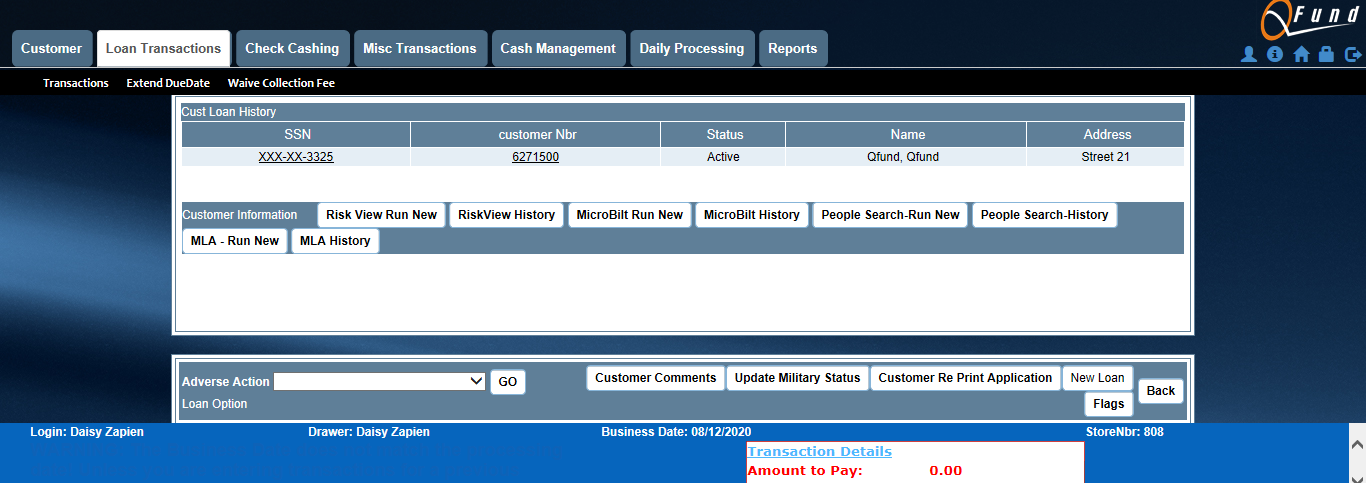 Fund
Customer Loan Transactions Check Cashing Misc Transactions Cash Management Daily Processing Reports
Transactions Extend DueDate Waive Collection Fee
Cust Loan History
SSN customer Nbr Status Name Address
XXX-XX-3325 6271500 Active Qfund, Qfund Street 21
Customer Information Risk View Run New RiskView History MicroBilt Run New MicroBilt History People Search-Run New People Search-History
MLA - Run New MLA History
Adverse Action GO Customer Comments Update Military Status Customer Re Print Application New Loan Back
Loan Option Flags
Login: Daisy Zapien Drawer: Daisy Zapien Business Date: 08/12/2020 StoreNbr: 808
Transaction Details
Amount to Pay: 0.00